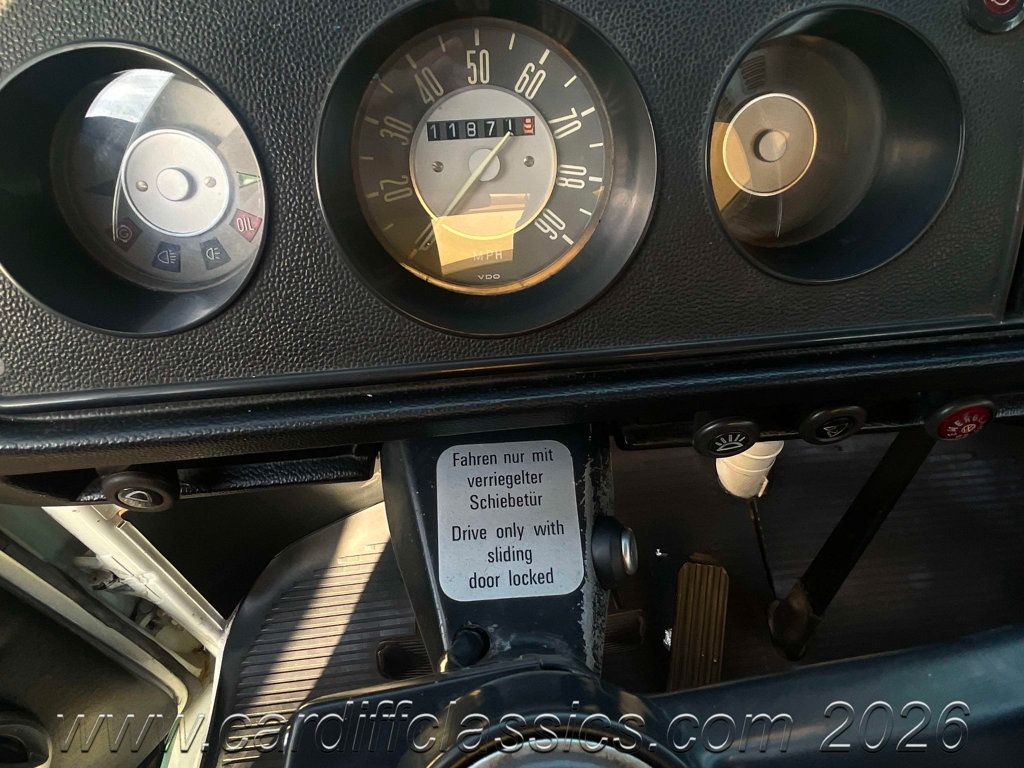 20 30 40 50 60 70 80 90
11871
MPH
VDO
OIL
Fahren nur mit
verriegelter
Schiebetür
Drive only with
sliding
door locked
www.cardiffclassics.com 2026